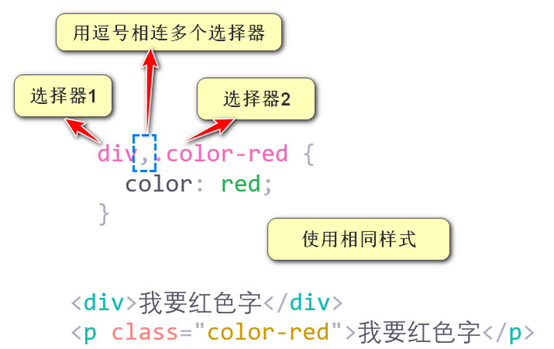 用逗号相连多个选择器
选择器1
选择器2
div,.color-red {
color: red;
}
使用相同样式
<div>我要红色字</div>
<p class="color-red">我要红色字</p>